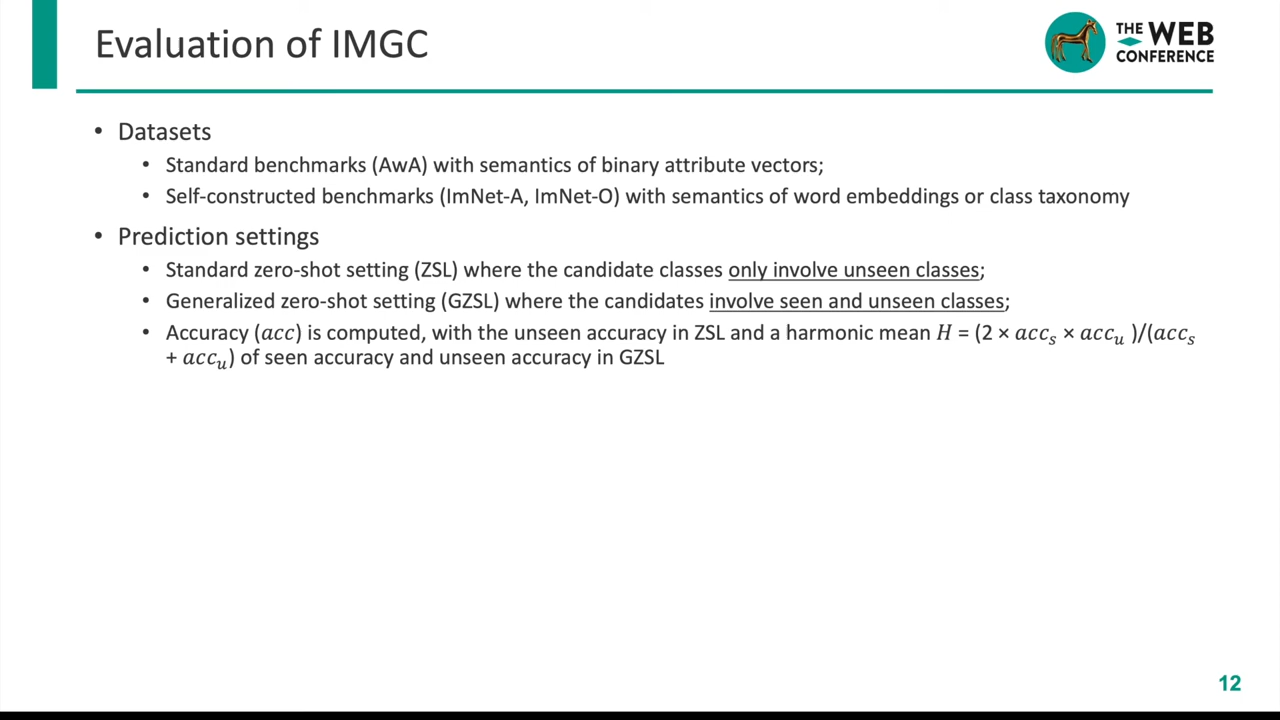 Evaluation of IMGC
THE WEB
CONFERENCE
• Datasets
• Standard benchmarks (AwA) with semantics of binary attribute vectors;
• Self-constructed benchmarks (ImNet-A, ImNet-O) with semantics of word embeddings or class taxonomy
• Prediction settings
• Standard zero-shot setting (ZSL) where the candidate classes only involve unseen classes;
• Generalized zero-shot setting (GZSL) where the candidates involve seen and unseen classes;
• Accuracy (acc) is computed, with the unseen accuracy in ZSL and a harmonic mean H = (2 × acc_s × acc_u )/(acc_s
+ acc_u) of seen accuracy and unseen accuracy in GZSL
12